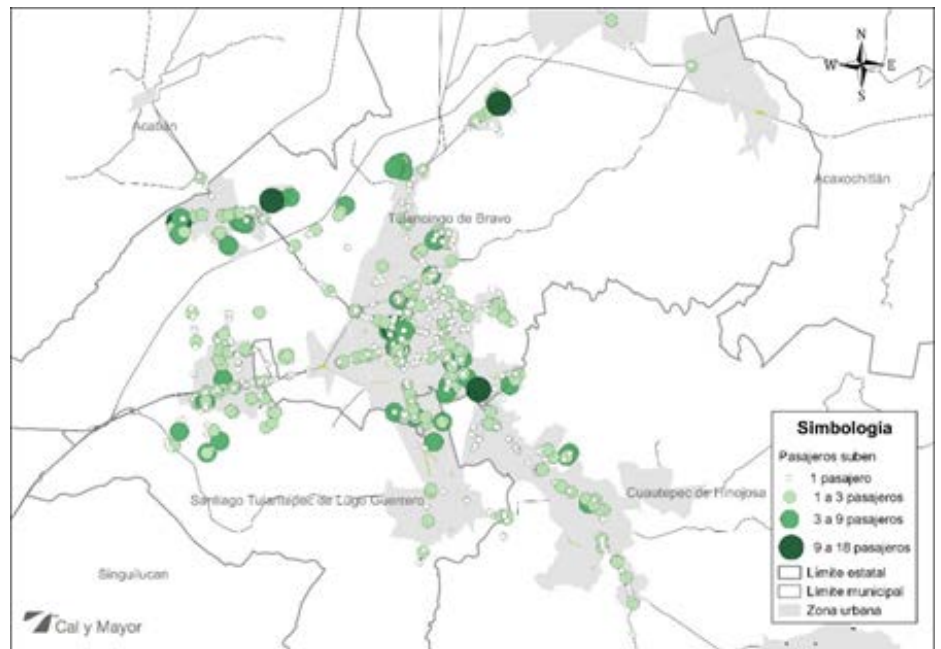 N
W E
S
Acatlán
Acaxochitlán
Tulancingo de Bravo
Simbología
Pasajeros suben
1 pasajero
1 a 3 pasajeros
3 a 9 pasajeros
9 a 18 pasajeros
Límite estatal
Límite municipal
Zona urbana
Cuautepec de Hinojosa
Santiago Tulantepec de Lugo Guerrero
Singuilucan
Cal y Mayor